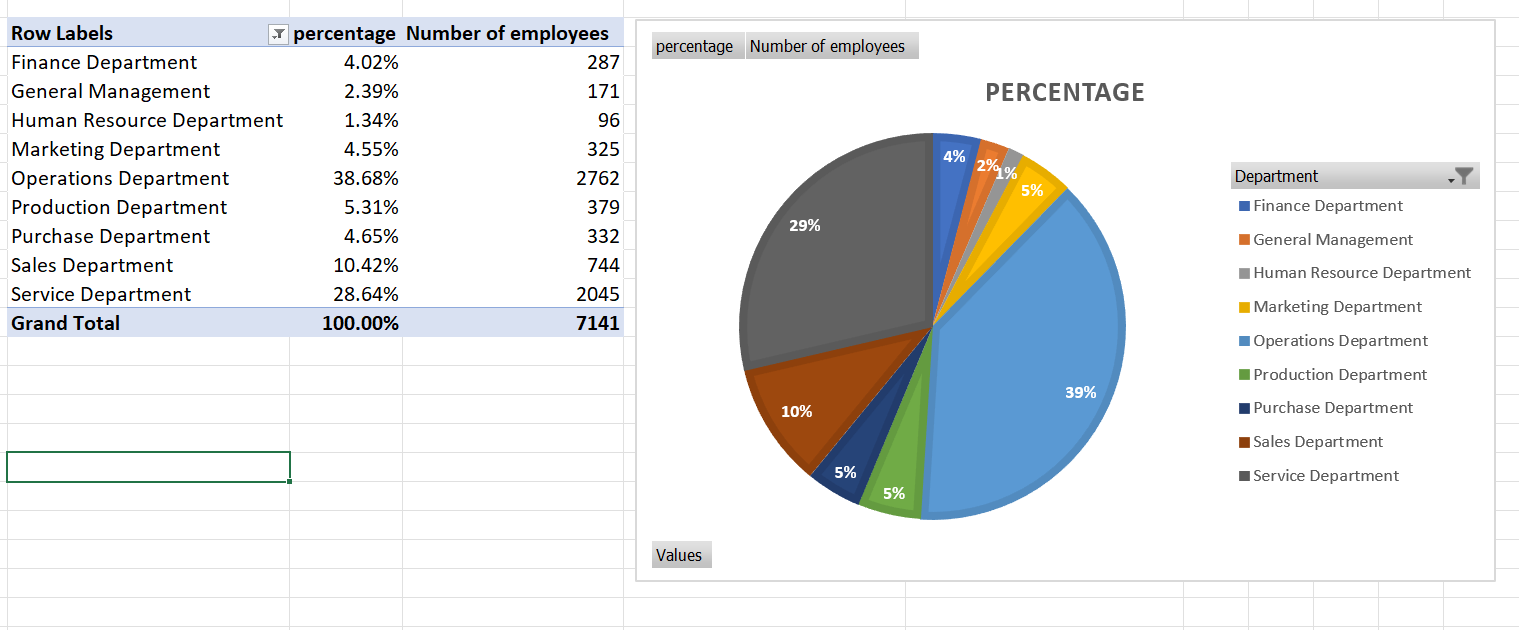 Row Labels percentage Number of employees
Finance Department 4.02% 287
General Management 2.39% 171
Human Resource Department 1.34% 96
Marketing Department 4.55% 325
Operations Department 38.68% 2762
Production Department 5.31% 379
Purchase Department 4.65% 332
Sales Department 10.42% 744
Service Department 28.64% 2045
Grand Total 100.00% 7141
percentage Number of employees
PERCENTAGE
4%
2%
1%
5%
39%
5%
5%
10%
29%
Department
Finance Department
General Management
Human Resource Department
Marketing Department
Operations Department
Production Department
Purchase Department
Sales Department
Service Department
Values